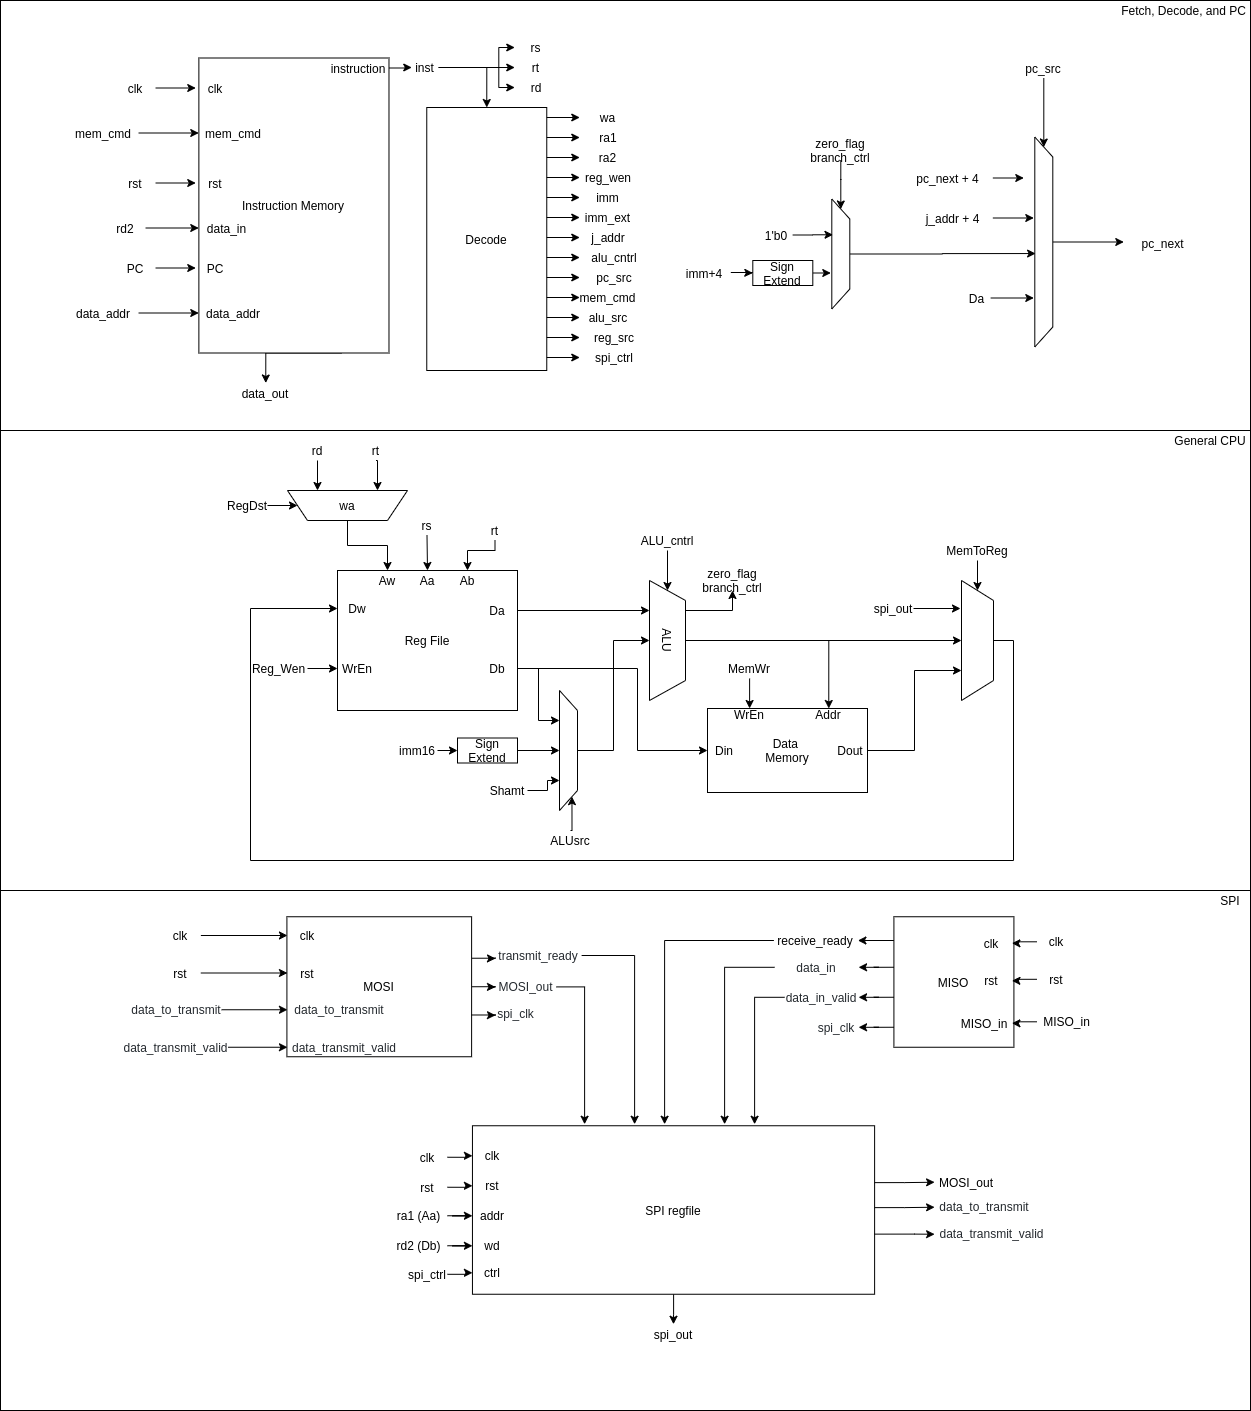 Fetch, Decode, and PC
clk
mem_cmd
rst
rd2
PC
data_addr
instruction
clk
mem_cmd
rst
Instruction Memory
data_in
PC
data_addr
data_out
inst
rs
rt
rd
Decode
wa
ra1
ra2
reg_wen
imm
imm_ext
j_addr
alu_cntrl
pc_src
mem_cmd
alu_src
reg_src
spi_ctrl
zero_flag
branch_ctrl
1'b0
imm+4
Sign
Extend
pc_src
pc_next + 4
j_addr + 4
Da
pc_next
General CPU
rd
rt
RegDst
wa
rs
rt
Aw
Aa
Ab
Dw
Da
Reg File
Reg_Wen
WrEn
Db
imm16
Sign
Extend
Shamt
ALUsrc
ALU_cntrl
ALU
zero_flag
branch_ctrl
MemWr
WrEn
Addr
Din
Data
Memory
Dout
MemToReg
spi_out
SPI
clk
rst
data_to_transmit
data_transmit_valid
clk
rst
MOSI
data_to_transmit
data_transmit_valid
transmit_ready
MOSI_out
spi_clk
receive_ready
data_in
data_in_valid
spi_clk
clk
MISO
rst
MISO_in
clk
rst
MISO_in
clk
rst
ra1 (Aa)
rd2 (Db)
spi_ctrl
clk
rst
addr
wd
ctrl
SPI regfile
MOSI_out
data_to_transmit
data_transmit_valid
spi_out